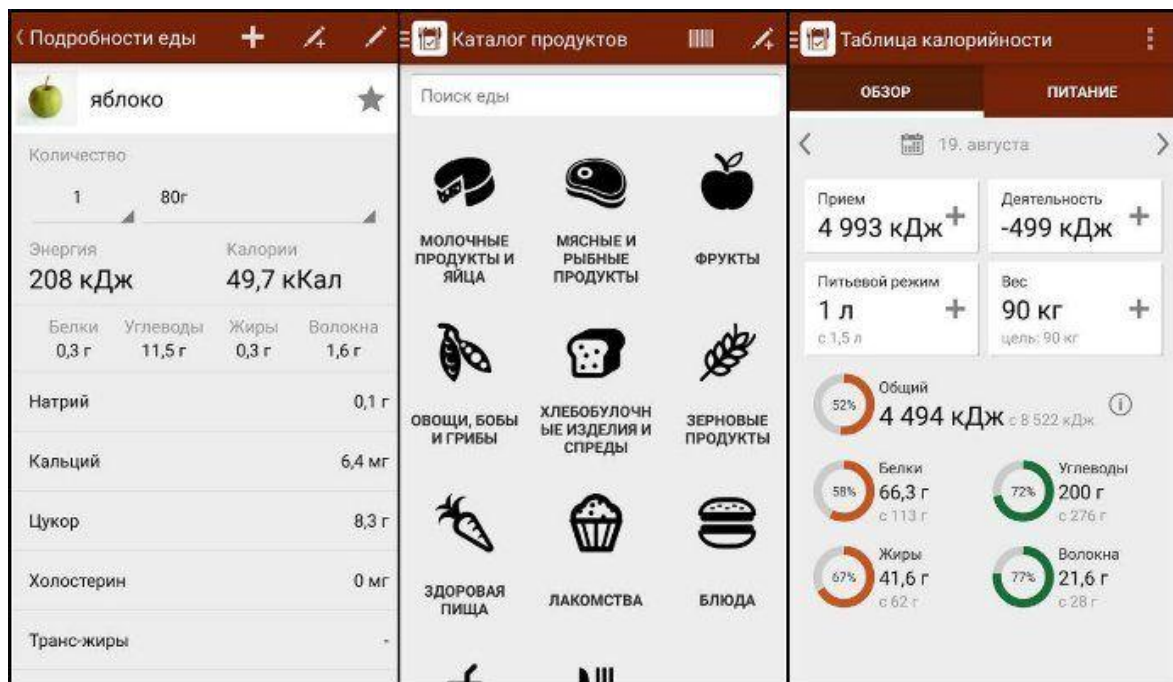 Подробности еды
яблоко
Количество
1 80г
Энергия Калории
208 кДж 49,7 кКал
Белки Углеводы Жиры Волокна
0,3 г 11,5 г 0,3 г 1,6 г
Натрий 0,1 г
Кальций 6,4 мг
Цукор 8,3 г
Холостерин 0 мг
Транс-жиры -
Каталог продуктов
Поиск еды
МОЛОЧНЫЕ ПРОДУКТЫ И ЯЙЦА
МЯСНЫЕ И РЫБНЫЕ ПРОДУКТЫ
ФРУКТЫ
ОВОЩИ, БОБЫ И ГРИБЫ
ХЛЕБОБУЛОЧН
ЫЕ ИЗДЕЛИЯ И
СПРЕДЫ
ЗЕРНОВЫЕ ПРОДУКТЫ
ЗДОРОВАЯ ПИЩА
ЛАКОМСТВА
БЛЮДА
Таблица калорийности
ОБЗОР ПИТАНИЕ
19. августа
Прием Деятельность
4 993 кДж -499 кДж
Питьевой режим Вес
1 л 90 кг
с 1,5 л цель: 90 кг
Общий
52% 4 494 кДж с 8 522 кДж
Белки Углеводы
58% 66,3 г 72% 200 г
с 113 г с 276 г
Жиры Волокна
67% 41,6 г 77% 21,6 г
с 62 г с 28 г